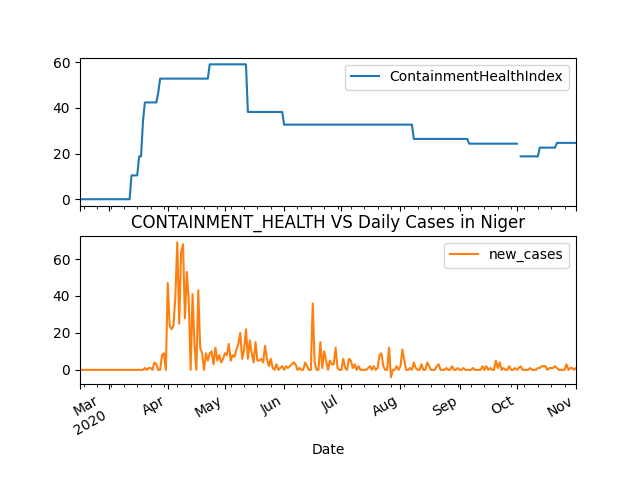 60
40
20
0
ContainmentHealthIndex
CONTAINMENT_HEALTH VS Daily Cases in Niger
60
40
20
0
new_cases
Mar
2020
Apr
May
Jun
Jul
Aug
Sep
Oct
Nov
Date